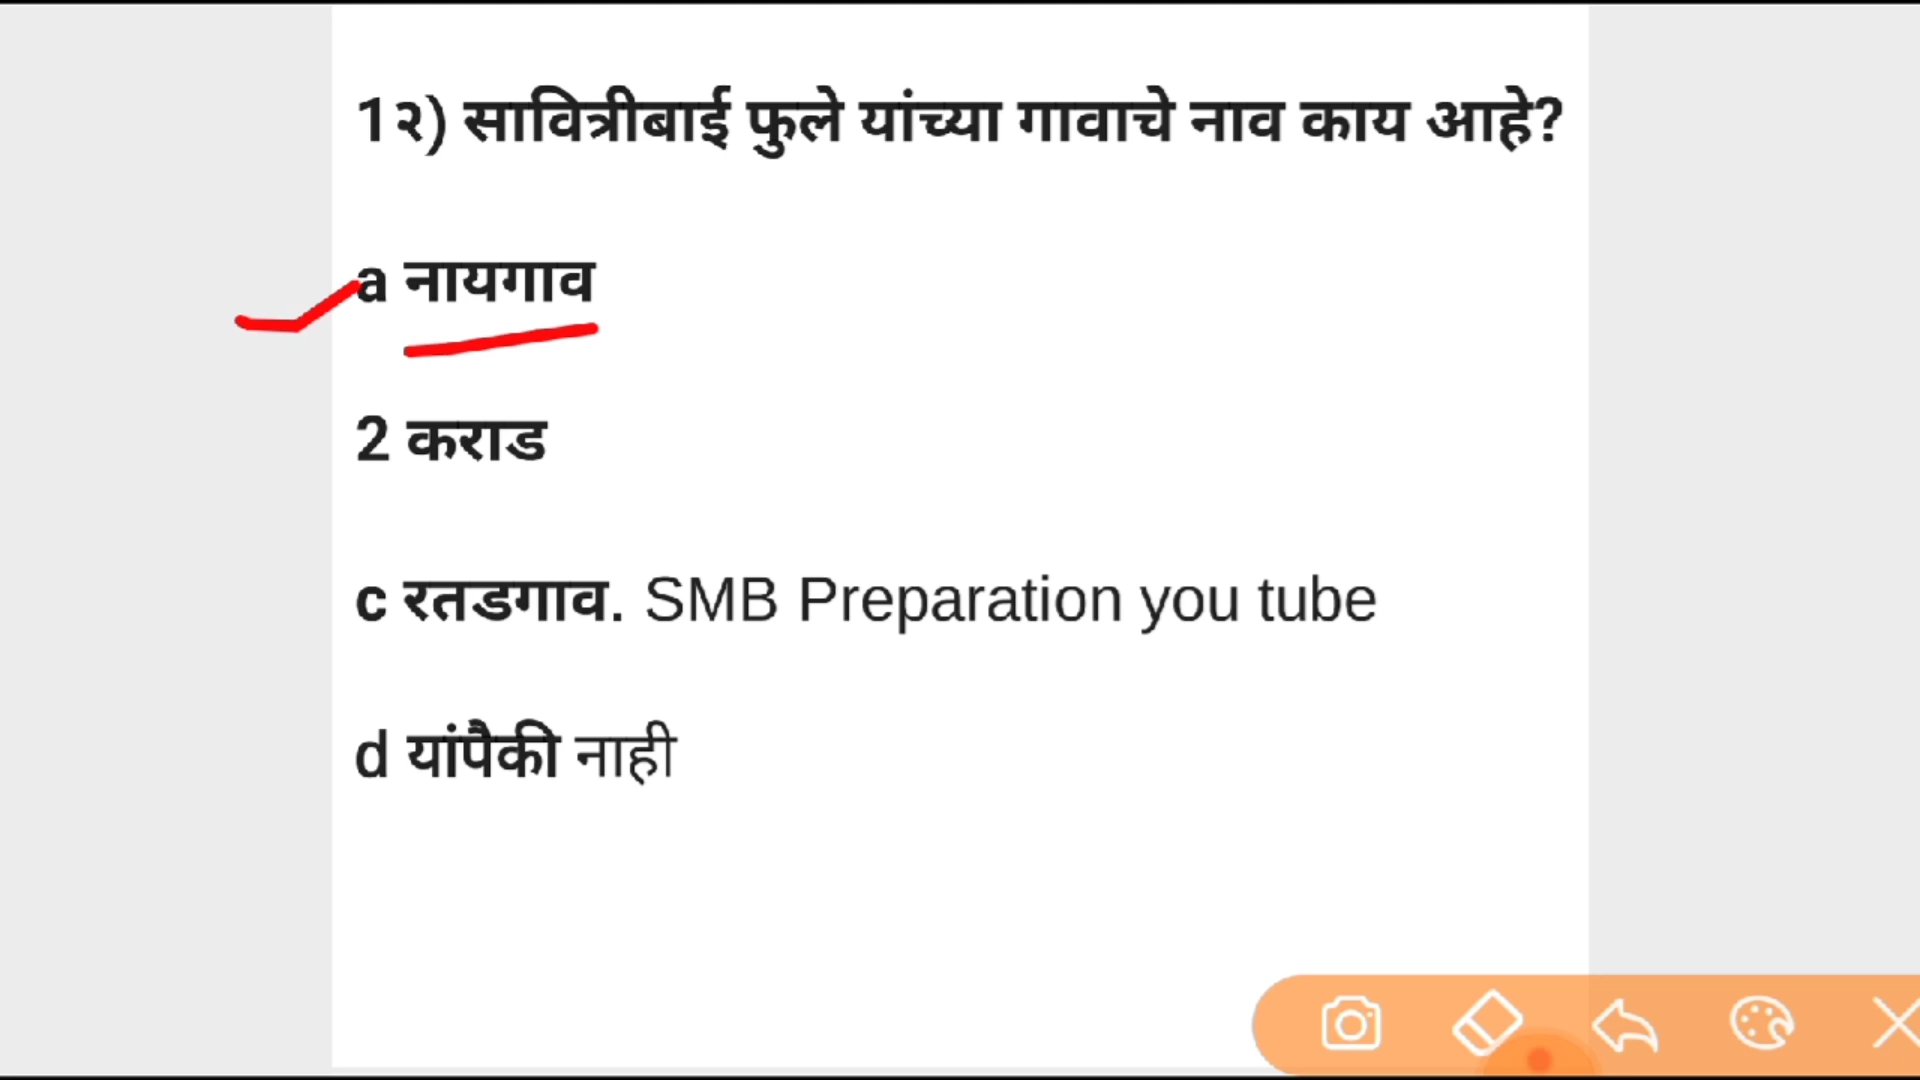 1२) सावित्रीबाई फुले यांच्या गावाचे नाव काय आहे?
a नायगाव
2 कराड
c रतडगाव. SMB Preparation you tube
d यांपैकी नाही